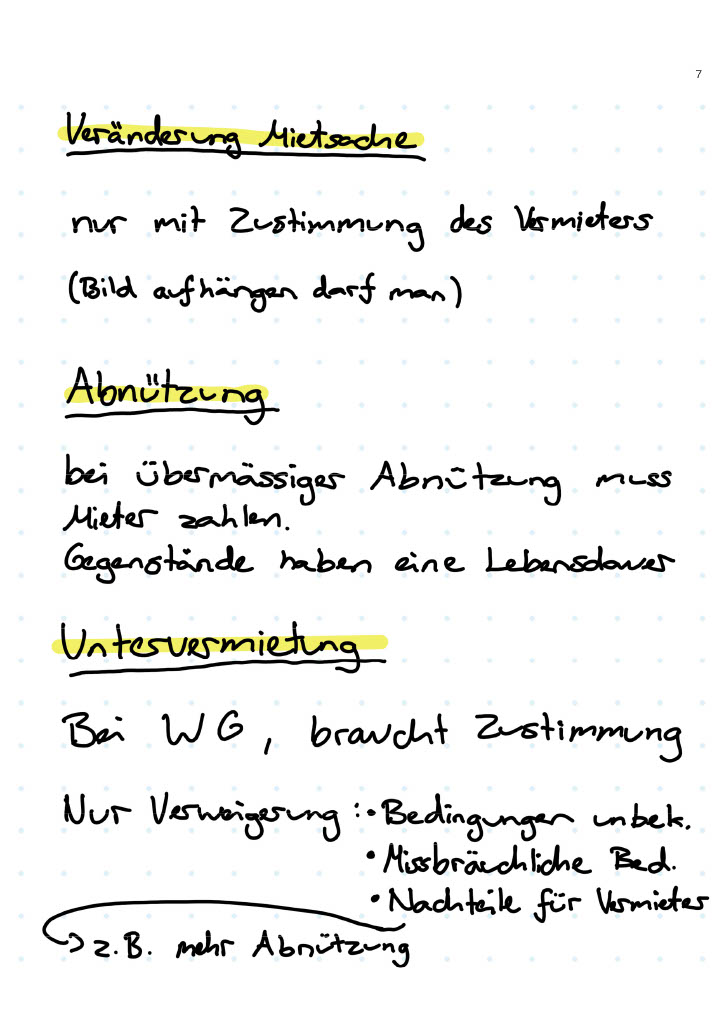 7
Veränderung Mietsache
nur mit Zustimmung des Vermieters
(Bild aufhängen darf man)
Abnützung
bei übermässiger Abnützung muss
Mieter zahlen.
Gegenstände haben eine Lebensdauer
Untervermietung
Bei WG, braucht Zustimmung
Nur Verweigerung: • Bedingungen unbek.
• Missbräuchliche Bed.
• Nachteile für Vermieter
→ z.B. mehr Abnützung